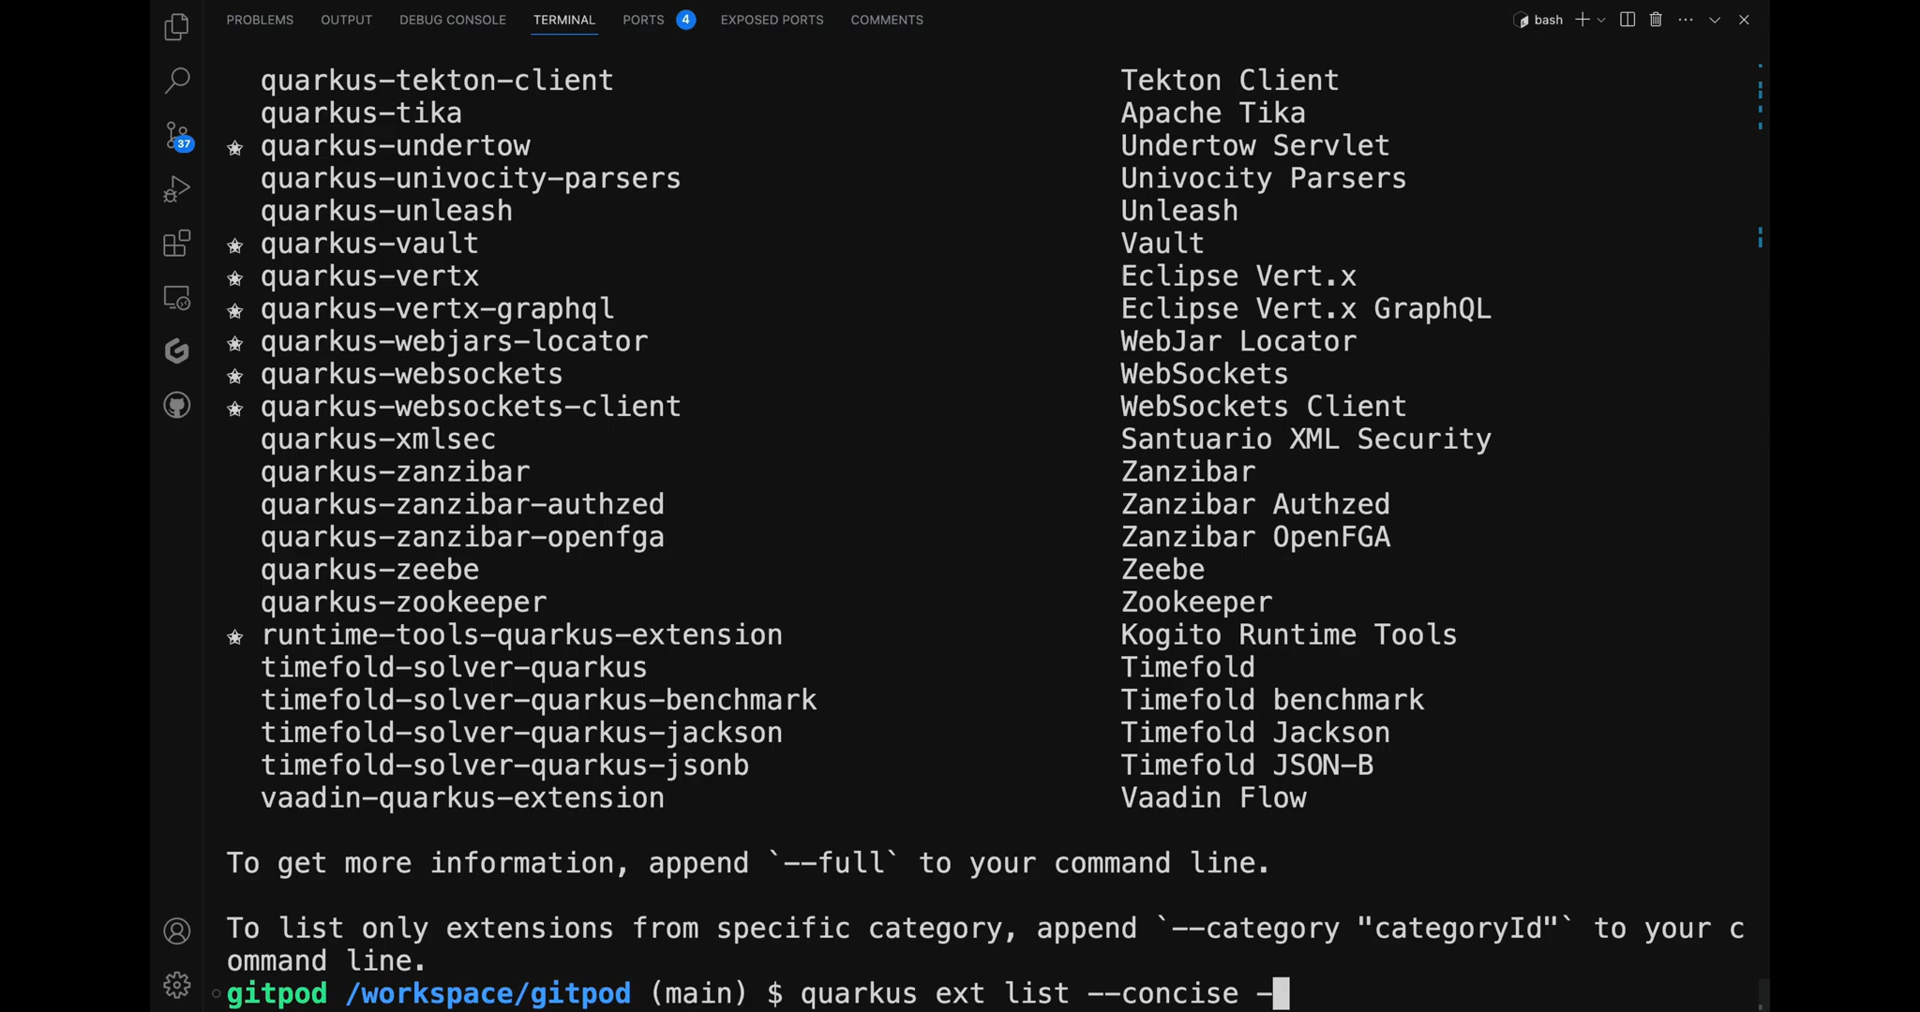 PROBLEMS OUTPUT DEBUG CONSOLE TERMINAL PORTS 4 EXPOSED PORTS COMMENTS bash
quarkus-tekton-client Tekton Client
quarkus-tika Apache Tika
✬ quarkus-undertow Undertow Servlet
quarkus-univocity-parsers Univocity Parsers
quarkus-unleash Unleash
✬ quarkus-vault Vault
✬ quarkus-vertx Eclipse Vert.x
✬ quarkus-vertx-graphql Eclipse Vert.x GraphQL
✬ quarkus-webjars-locator WebJar Locator
✬ quarkus-websockets WebSockets
✬ quarkus-websockets-client WebSockets Client
quarkus-xmlsec Santuario XML Security
quarkus-zanzibar Zanzibar
quarkus-zanzibar-authzed Zanzibar Authzed
quarkus-zanzibar-openfga Zanzibar OpenFGA
quarkus-zeebe Zeebe
quarkus-zookeeper Zookeeper
✬ runtime-tools-quarkus-extension Kogito Runtime Tools
timefold-solver-quarkus Timefold
timefold-solver-quarkus-benchmark Timefold benchmark
timefold-solver-quarkus-jackson Timefold Jackson
timefold-solver-quarkus-jsonb Timefold JSON-B
vaadin-quarkus-extension Vaadin Flow
To get more information, append `--full` to your command line.
To list only extensions from specific category, append `--category "categoryId"` to your c
ommand line.
gitpod /workspace/gitpod (main) $ quarkus ext list --concise -
37